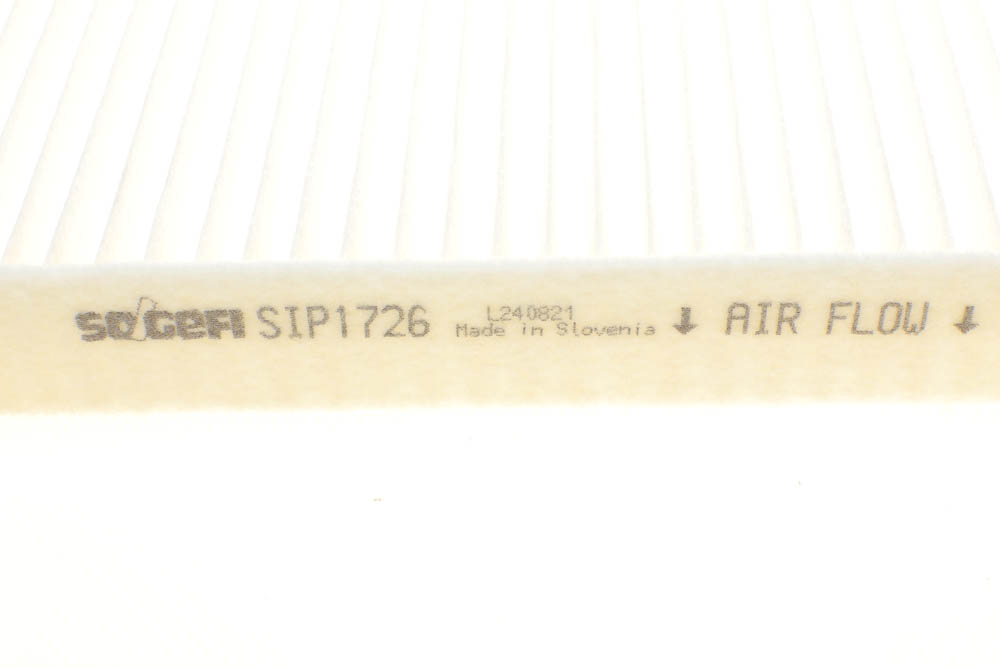 SOGEFI SIP1726 L240821 ↓ AIR FLOW ↓
Made in Slovenia